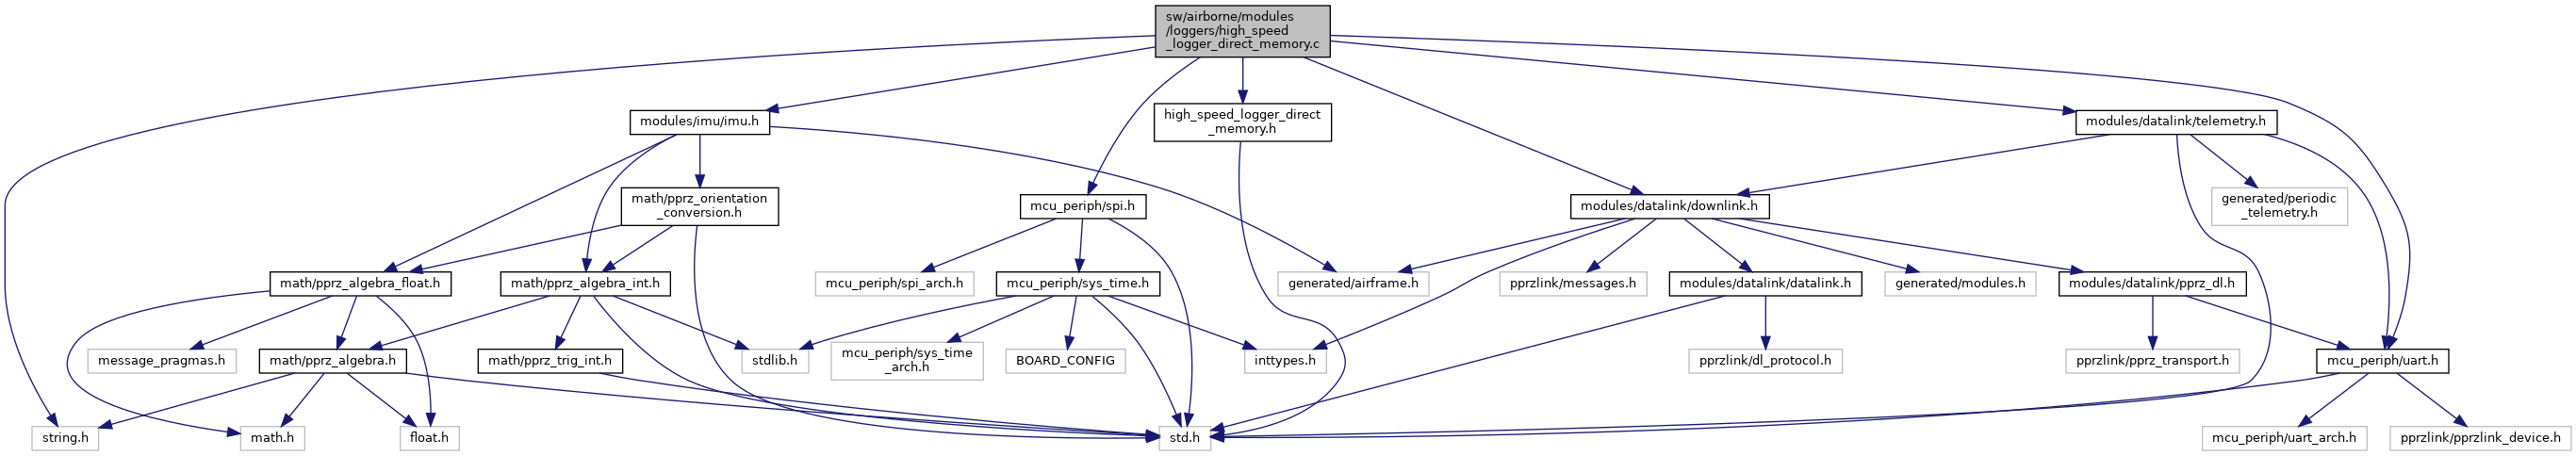 sw/airborne/modules
/loggers/high_speed
_logger_direct_memory.c
modules/imu/imu.h
high_speed_logger_direct
_memory.h
modules/datalink/telemetry.h
math/pprz_orientation
_conversion.h
mcu_periph/spi.h
modules/datalink/downlink.h
generated/periodic
_telemetry.h
math/pprz_algebra_float.h
math/pprz_algebra_int.h
mcu_periph/spi_arch.h
mcu_periph/sys_time.h
generated/airframe.h
pprzlink/messages.h
modules/datalink/datalink.h
generated/modules.h
modules/datalink/pprz_dl.h
message_pragmas.h
math/pprz_algebra.h
math/pprz_trig_int.h
stdlib.h
mcu_periph/sys_time
_arch.h
BOARD_CONFIG
inttypes.h
pprzlink/dl_protocol.h
pprzlink/pprz_transport.h
mcu_periph/uart.h
string.h
math.h
float.h
std.h
mcu_periph/uart_arch.h
pprzlink/pprzlink_device.h